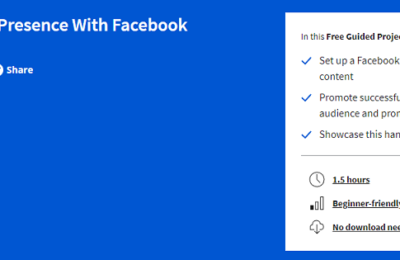 Presence With Facebook
Share
In this Free Guided Projec
Set up a Facebook
content
Promote successfu
audience and pron
Showcase this han
1.5 hours
Beginner-friendly
No download nee